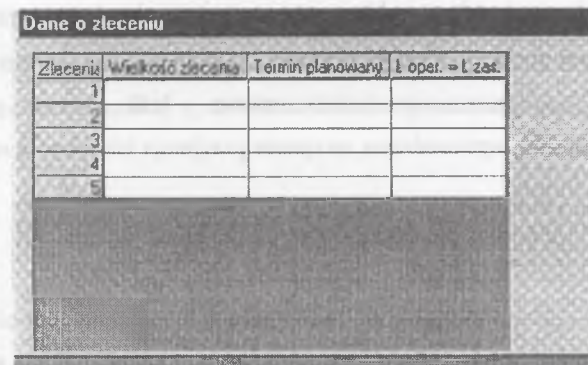 Dane o zleceniu
Zlecenia Wielkość zlecenia Termin planowany ł. oper. = ł. zas.
1
2
3
4
5